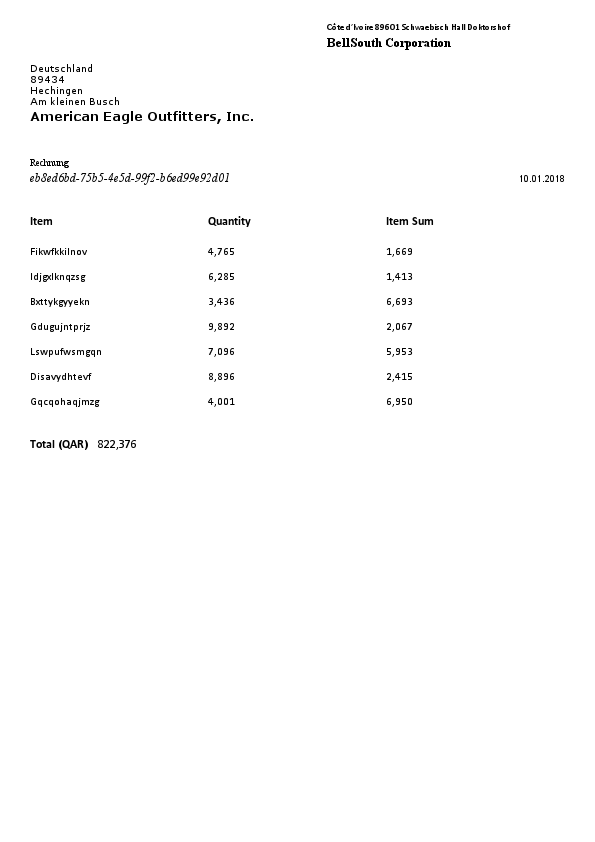 Côte d'Ivoire 89601 Schwaebisch Hall Doktorshof
BellSouth Corporation
Deutschland
89434
Hechingen
Am kleinen Busch
American Eagle Outfitters, Inc.
Rechnung
eb8ed6bd-75b5-4e5d-99f2-b6ed99e92d01 10.01.2018
Item Quantity Item Sum
Fikwfkkilnov 4,765 1,669
Idjgxlknqzsg 6,285 1,413
Bxttykgyyekn 3,436 6,693
Gdugujntprjz 9,892 2,067
Lswpufwsmgqn 7,096 5,953
Disavydhtevf 8,896 2,415
Gqcqohaqjmzg 4,001 6,950
Total (QAR) 822,376